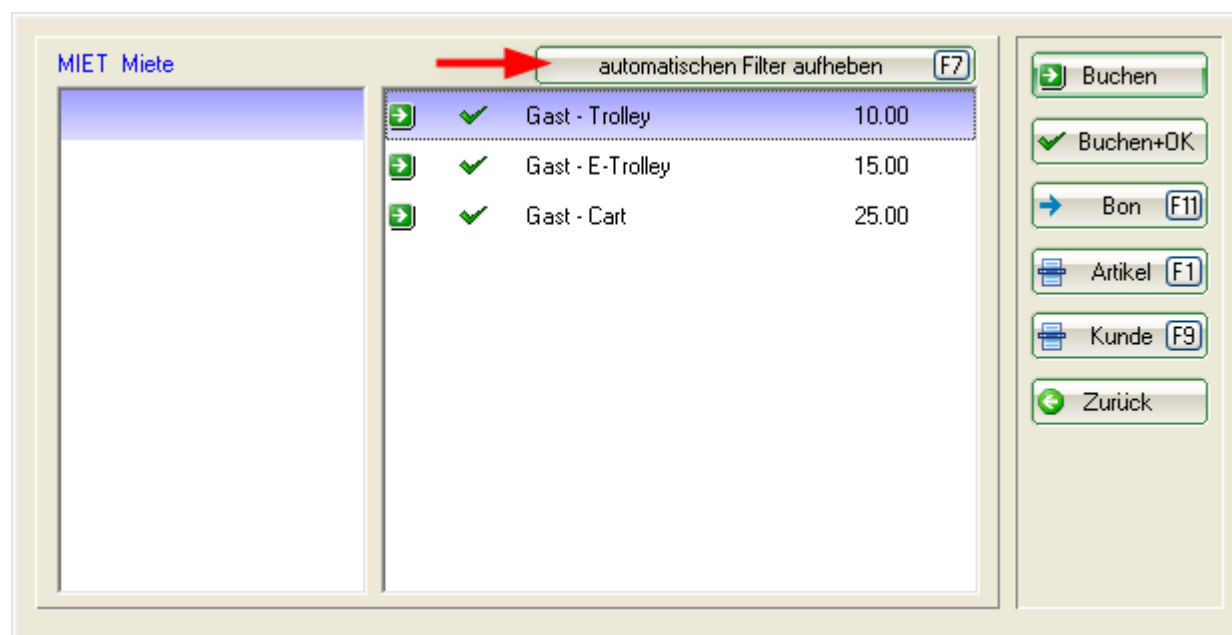 MIET Miete
automatischen Filter aufheben F7
Gast - Trolley 10.00
Gast - E-Trolley 15.00
Gast - Cart 25.00
Buchen
Buchen+OK
Bon F11
Artikel F1
Kunde F9
Zurück